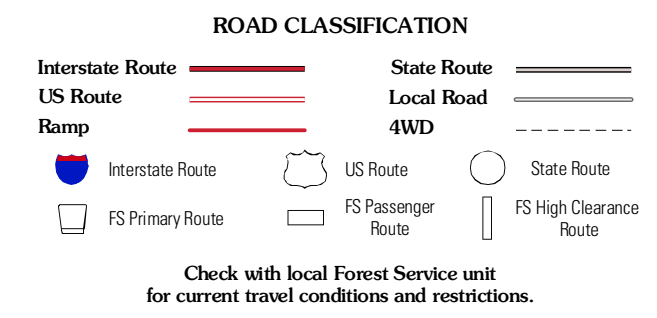 ROAD CLASSIFICATION
Interstate Route
State Route
US Route
Local Road
Ramp
4WD
Interstate Route
US Route
State Route
FS Primary Route
FS Passenger
Route
FS High Clearance
Route
Check with local Forest Service unit
for current travel conditions and restrictions.